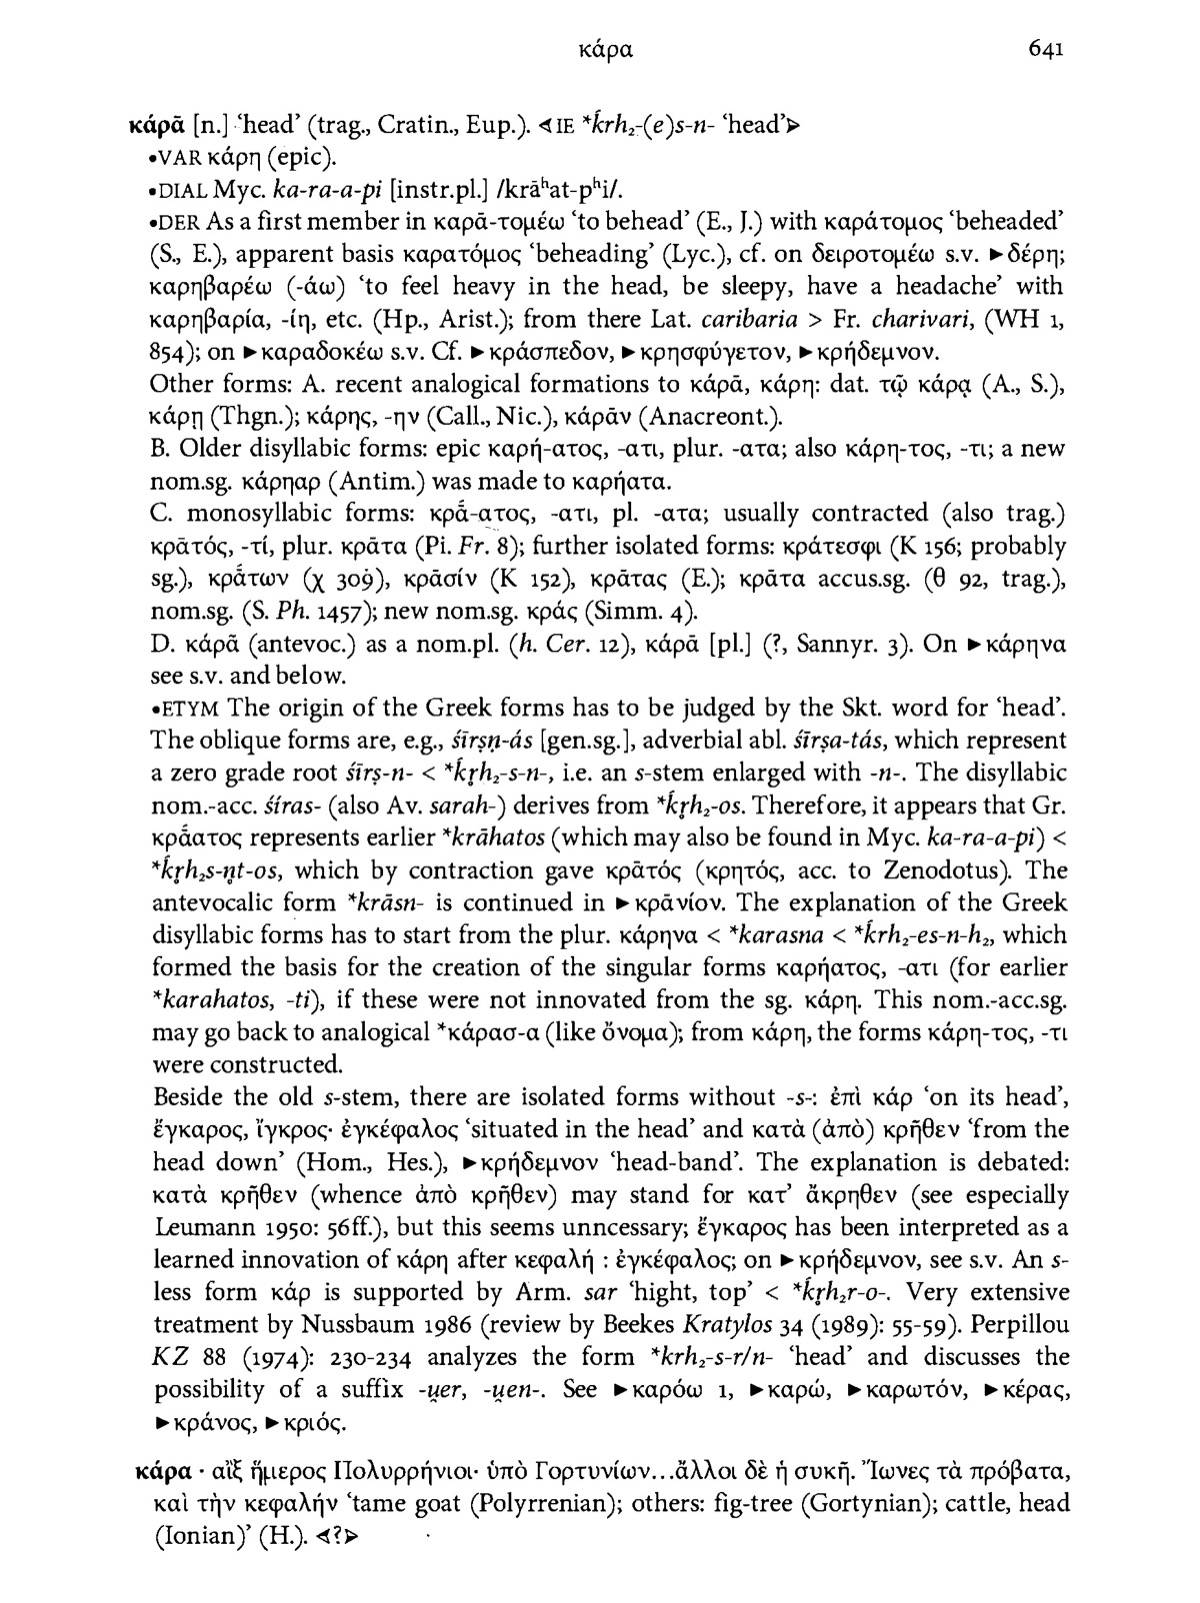 κάρα 641
κάρᾱ [n.] ‘head’ (trag., Cratin., Eup.). ⊲IE *ḱrh₂-(e)s-n- ‘head’⊳
•VAR κάρη (epic).
•DIAL Myc. ka-ra-a-pi [instr.pl.] /krāʰat-pʰi/.
•DER As a first member in καρᾱ-τομέω ‘to behead’ (E., J.) with καράτομος ‘beheaded’
(S., E.), apparent basis καρατόμος ‘beheading’ (Lyc.), cf. on δειροτομέω s.v. ►δέρη;
καρηβαρέω (-άω) ‘to feel heavy in the head, be sleepy, have a headache’ with
καρηβαρία, -ίη, etc. (Hp., Arist.); from there Lat. caribaria > Fr. charivari, (WH 1,
854); on ►καραδοκέω s.v. Cf. ►κράσπεδον, ►κρησφύγετον, ►κρήδεμνον.
Other forms: A. recent analogical formations to κάρᾱ, κάρη: dat. τῷ κάρᾳ (A., S.),
κάρῃ (Thgn.); κάρης, -ην (Call., Nic.), κάρᾱν (Anacreont.).
B. Older disyllabic forms: epic καρή-ατος, -ατι, plur. -ατα; also κάρη-τος, -τι; a new
nom.sg. κάρηαρ (Antim.) was made to καρήατα.
C. monosyllabic forms: κρᾱ́-ατος, -ατι, pl. -ατα; usually contracted (also trag.)
κρᾱτός, -τί, plur. κρᾶτα (Pi. Fr. 8); further isolated forms: κράτεσφι (K 156; probably
sg.), κρᾱ́των (χ 309), κρᾱσίν (K 152), κρᾶτας (E.); κρᾶτα accus.sg. (θ 92, trag.),
nom.sg. (S. Ph. 1457); new nom.sg. κράς (Simm. 4).
D. κάρᾰ (antevoc.) as a nom.pl. (h. Cer. 12), κάρᾱ [pl.] (?, Sannyr. 3). On ►κάρηνα
see s.v. and below.
•ETYM The origin of the Greek forms has to be judged by the Skt. word for ‘head’.
The oblique forms are, e.g., śīrṣṇ-ás [gen.sg.], adverbial abl. śīrṣa-tás, which represent
a zero grade root śīrṣ-n- < *ḱr̥h₂-s-n-, i.e. an s-stem enlarged with -n-. The disyllabic
nom.-acc. śíras- (also Av. sarah-) derives from *ḱr̥h₂-os. Therefore, it appears that Gr.
κρᾱ́ατος represents earlier *krāhatos (which may also be found in Myc. ka-ra-a-pi) <
*ḱr̥h₂s-n̥t-os, which by contraction gave κρᾱτός (κρητός, acc. to Zenodotus). The
antevocalic form *krāsn- is continued in ►κρᾱνίον. The explanation of the Greek
disyllabic forms has to start from the plur. κάρηνα < *karasna < *ḱrh₂-es-n-h₂, which
formed the basis for the creation of the singular forms καρήατος, -ατι (for earlier
*karahatos, -ti), if these were not innovated from the sg. κάρη. This nom.-acc.sg.
may go back to analogical *κάρασ-α (like ὄνομα); from κάρη, the forms κάρη-τος, -τι
were constructed.
Beside the old s-stem, there are isolated forms without -s-: ἐπὶ κάρ ‘on its head’,
ἔγκαρος, ἴγκρος· ἐγκέφαλος ‘situated in the head’ and κατὰ (ἀπὸ) κρῆθεν ‘from the
head down’ (Hom., Hes.), ►κρήδεμνον ‘head-band’. The explanation is debated:
κατὰ κρῆθεν (whence ἀπὸ κρῆθεν) may stand for κατ’ ἄκρηθεν (see especially
Leumann 1950: 56ff.), but this seems unncessary; ἔγκαρος has been interpreted as a
learned innovation of κάρη after κεφαλή : ἐγκέφαλος; on ►κρήδεμνον, see s.v. An s-
less form κάρ is supported by Arm. sar ‘hight, top’ < *ḱr̥h₂r-o-. Very extensive
treatment by Nussbaum 1986 (review by Beekes Kratylos 34 (1989): 55-59). Perpillou
KZ 88 (1974): 230-234 analyzes the form *krh₂-s-r/n- ‘head’ and discusses the
possibility of a suffix -u̯er, -u̯en-. See ►καρόω 1, ►καρώ, ►καρωτόν, ►κέρας,
►κράνος, ►κριός.
κάρα · αἲξ ἥμερος Πολυρρήνιοι· ὑπὸ Γορτυνίων...ἄλλοι δὲ ἡ συκῆ. Ἴωνες τὰ πρόβατα,
καὶ τὴν κεφαλήν ‘tame goat (Polyrrenian); others: fig-tree (Gortynian); cattle, head
(Ionian)’ (H.). ⊲?⊳